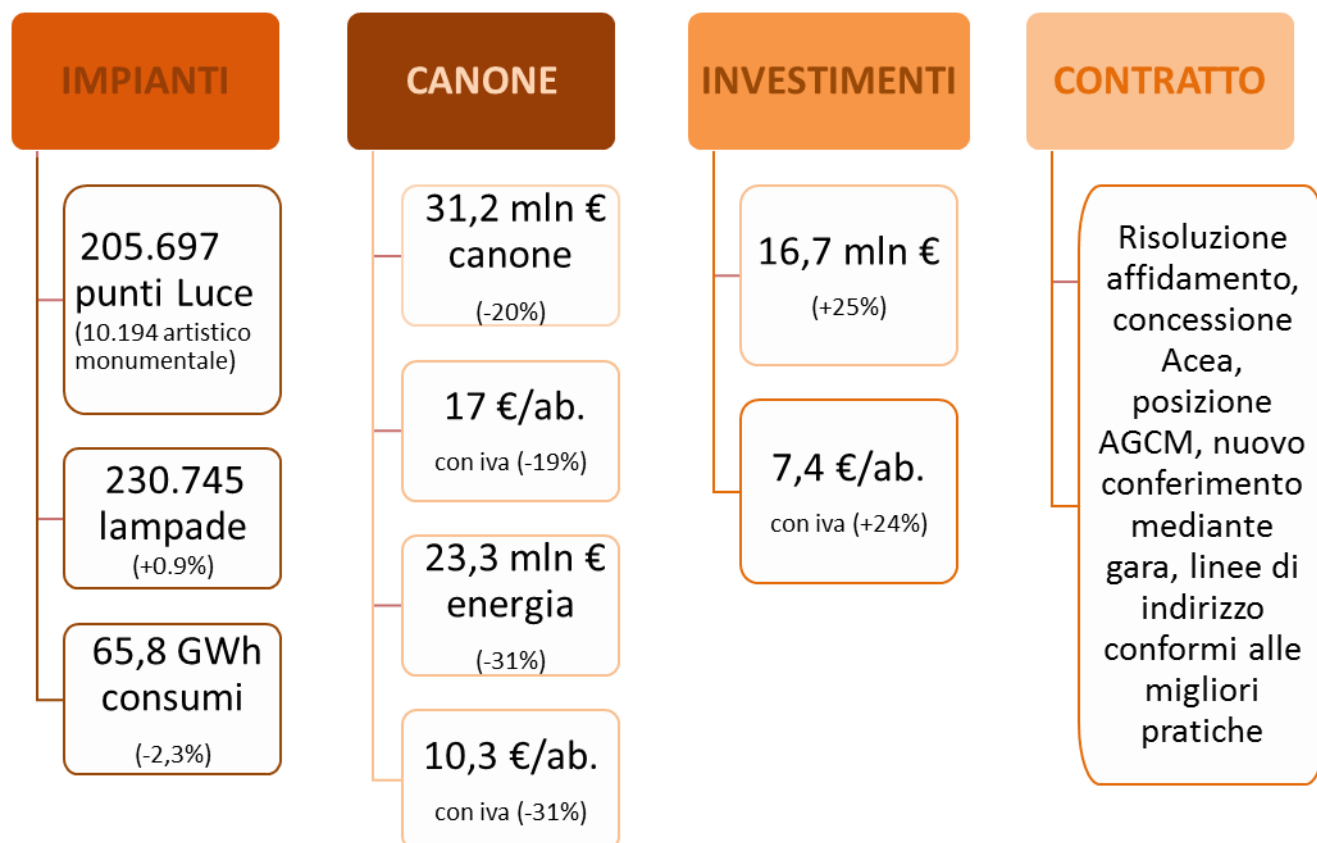 IMPIANTI
205.697
punti Luce
(10.194 artistico
monumentale)
230.745
lampade
(+0.9%)
65,8 GWh
consumi
(-2,3%)
CANONE
31,2 mln €
canone
(-20%)
17 €/ab.
con iva (-19%)
23,3 mln €
energia
(-31%)
10,3 €/ab.
con iva (-31%)
INVESTIMENTI
16,7 mln €
(+25%)
7,4 €/ab.
con iva (+24%)
CONTRATTO
Risoluzione
affidamento,
concessione
Acea,
posizione
AGCM, nuovo
conferimento
mediante
gara, linee di
indirizzo
conformi alle
migliori
pratiche